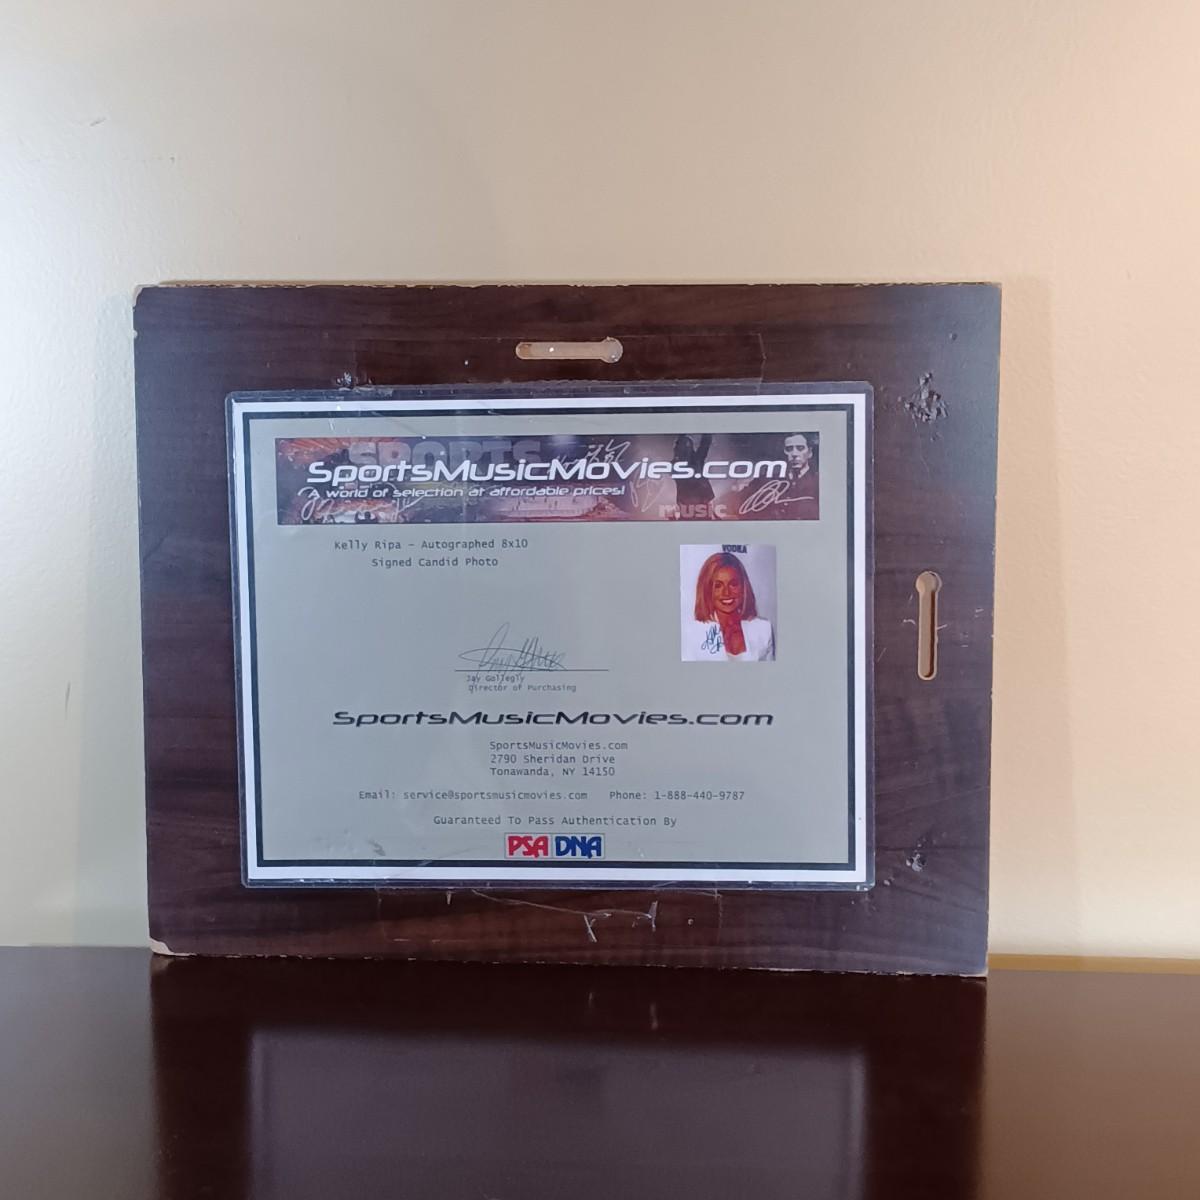 SPORTS
SportsMusicMovies.com
A world of selection at affordable prices!
music
Kelly Ripa - Autographed 8x10
Signed Candid Photo
VODKA
Jay Gallegly
Director of Purchasing
SportsMusicMovies.com
SportsMusicMovies.com
2790 Sheridan Drive
Tonawanda, NY 14150
Email: service@sportsmusicmovies.com Phone: 1-888-440-9787
Guaranteed To Pass Authentication By
PSA DNA